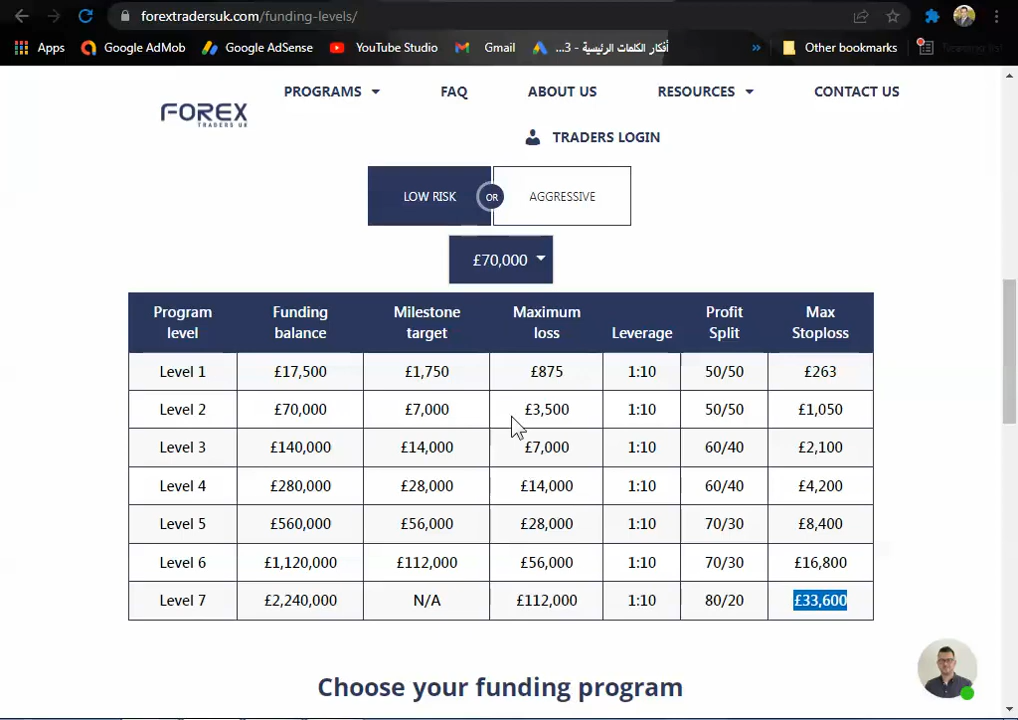 forextradersuk.com/funding-levels/
Apps Google AdMob Google AdSense YouTube Studio Gmail أفكار الكلمات الرئيسية - 3... » Other bookmarks
PROGRAMS FAQ ABOUT US RESOURCES CONTACT US
FOREX
TRADERS UK
TRADERS LOGIN
LOW RISK OR AGGRESSIVE
£70,000
Program level Funding balance Milestone target Maximum loss Leverage Profit Split Max Stoploss
Level 1 £17,500 £1,750 £875 1:10 50/50 £263
Level 2 £70,000 £7,000 £3,500 1:10 50/50 £1,050
Level 3 £140,000 £14,000 £7,000 1:10 60/40 £2,100
Level 4 £280,000 £28,000 £14,000 1:10 60/40 £4,200
Level 5 £560,000 £56,000 £28,000 1:10 70/30 £8,400
Level 6 £1,120,000 £112,000 £56,000 1:10 70/30 £16,800
Level 7 £2,240,000 N/A £112,000 1:10 80/20 £33,600
Choose your funding program